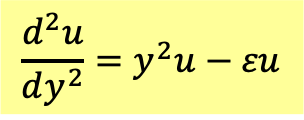 d²u/dy² = y²u − εu